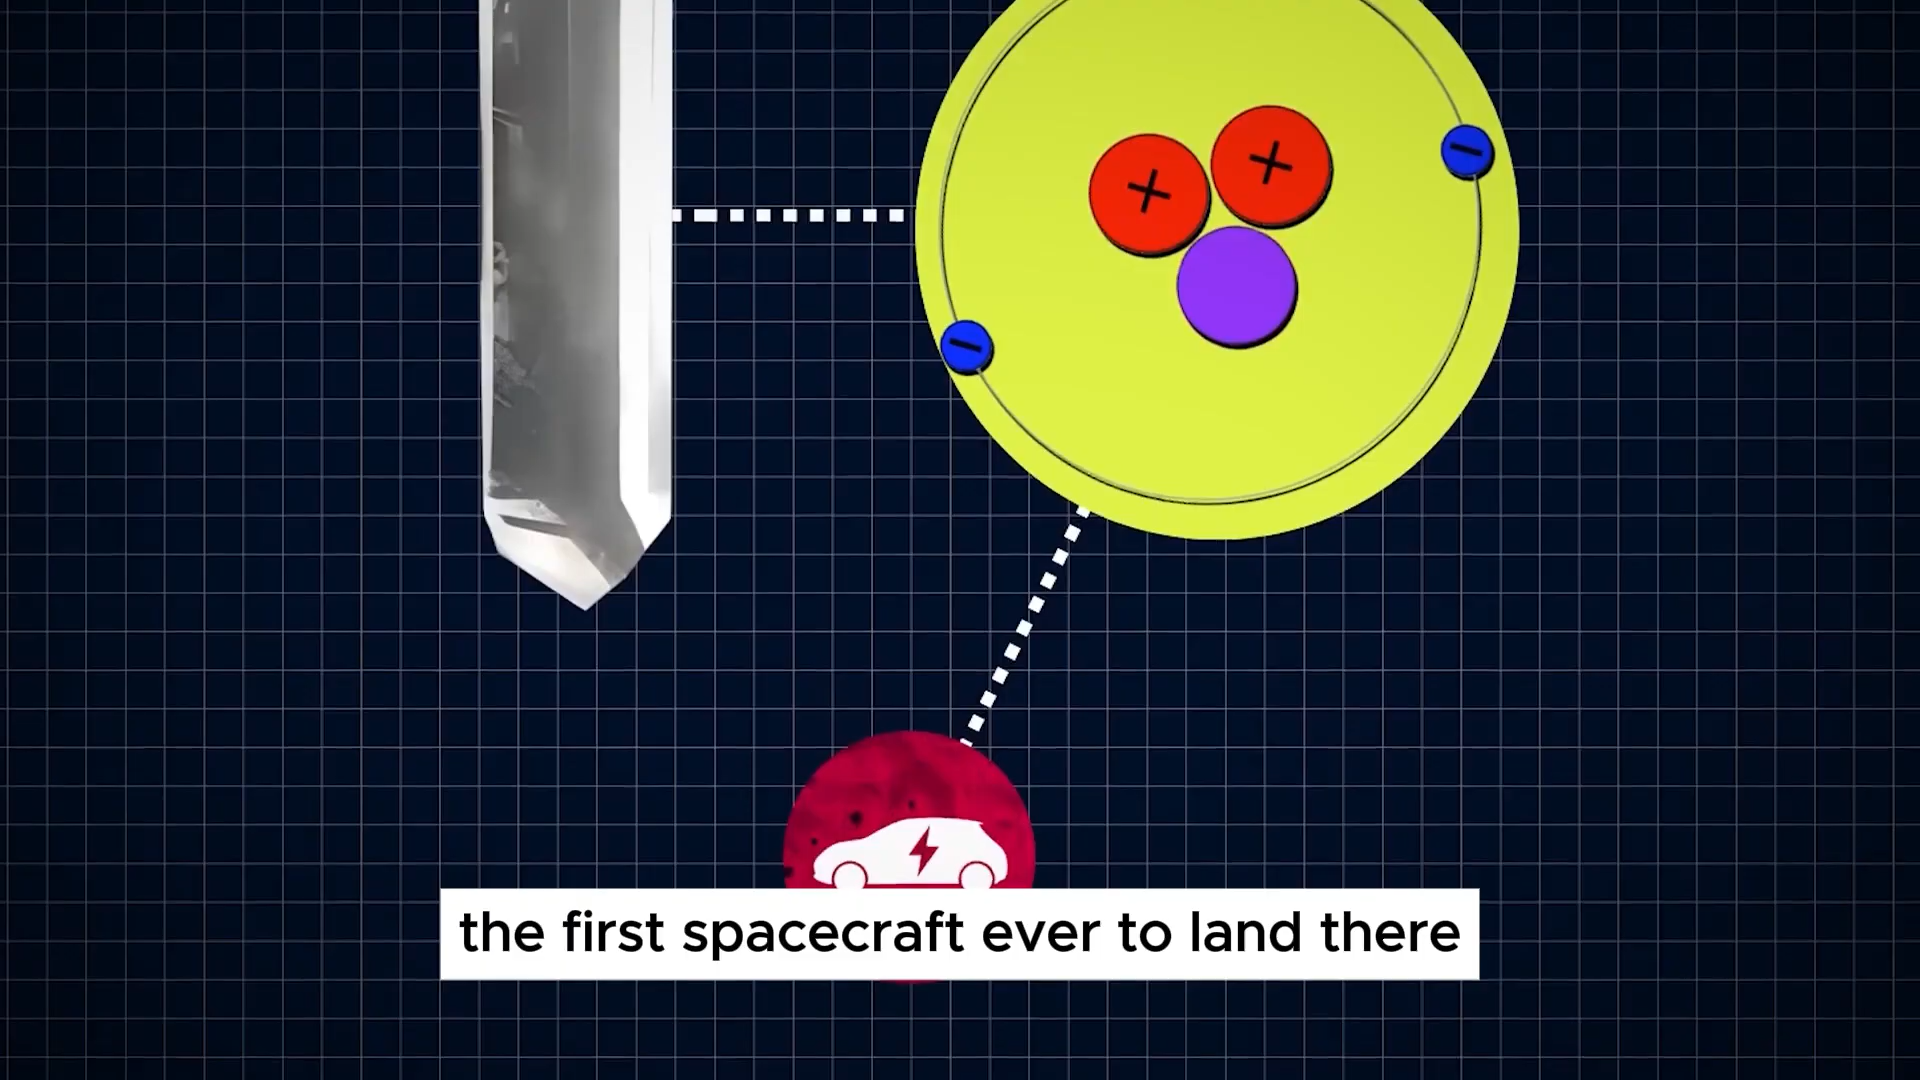 +
+
−
−
the first spacecraft ever to land there